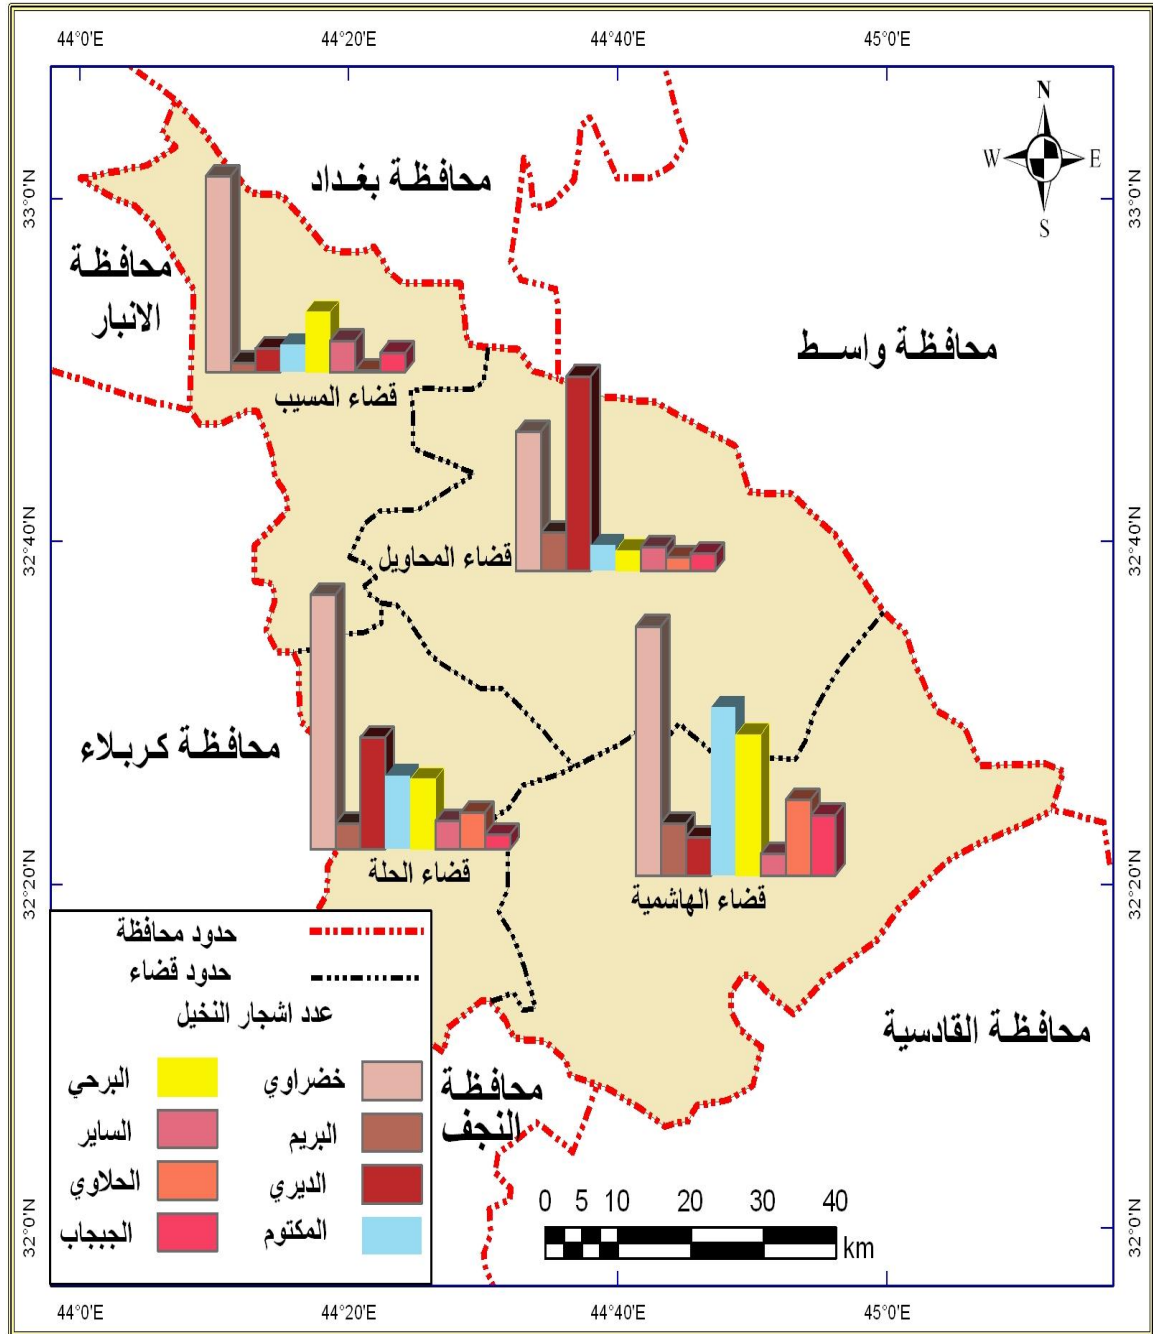 44°0'E 44°20'E 44°40'E 45°0'E
N
W E
S
33°0'N 33°0'N
محافظة بغداد
محافظة
الانبار
محافظة واسط
قضاء المسيب
32°40'N 32°40'N
قضاء المحاويل
محافظة كربلاء
قضاء الحلة
32°20'N 32°20'N
قضاء الهاشمية
حدود محافظة
حدود قضاء
عدد اشجار النخيل
محافظة القادسية
خضراوي البرحي
البريم الساير
الديري الحلاوي
المكتوم الجبجاب
محافظة
النجف
0 5 10 20 30 40
km
32°0'N 32°0'N
44°0'E 44°20'E 44°40'E 45°0'E